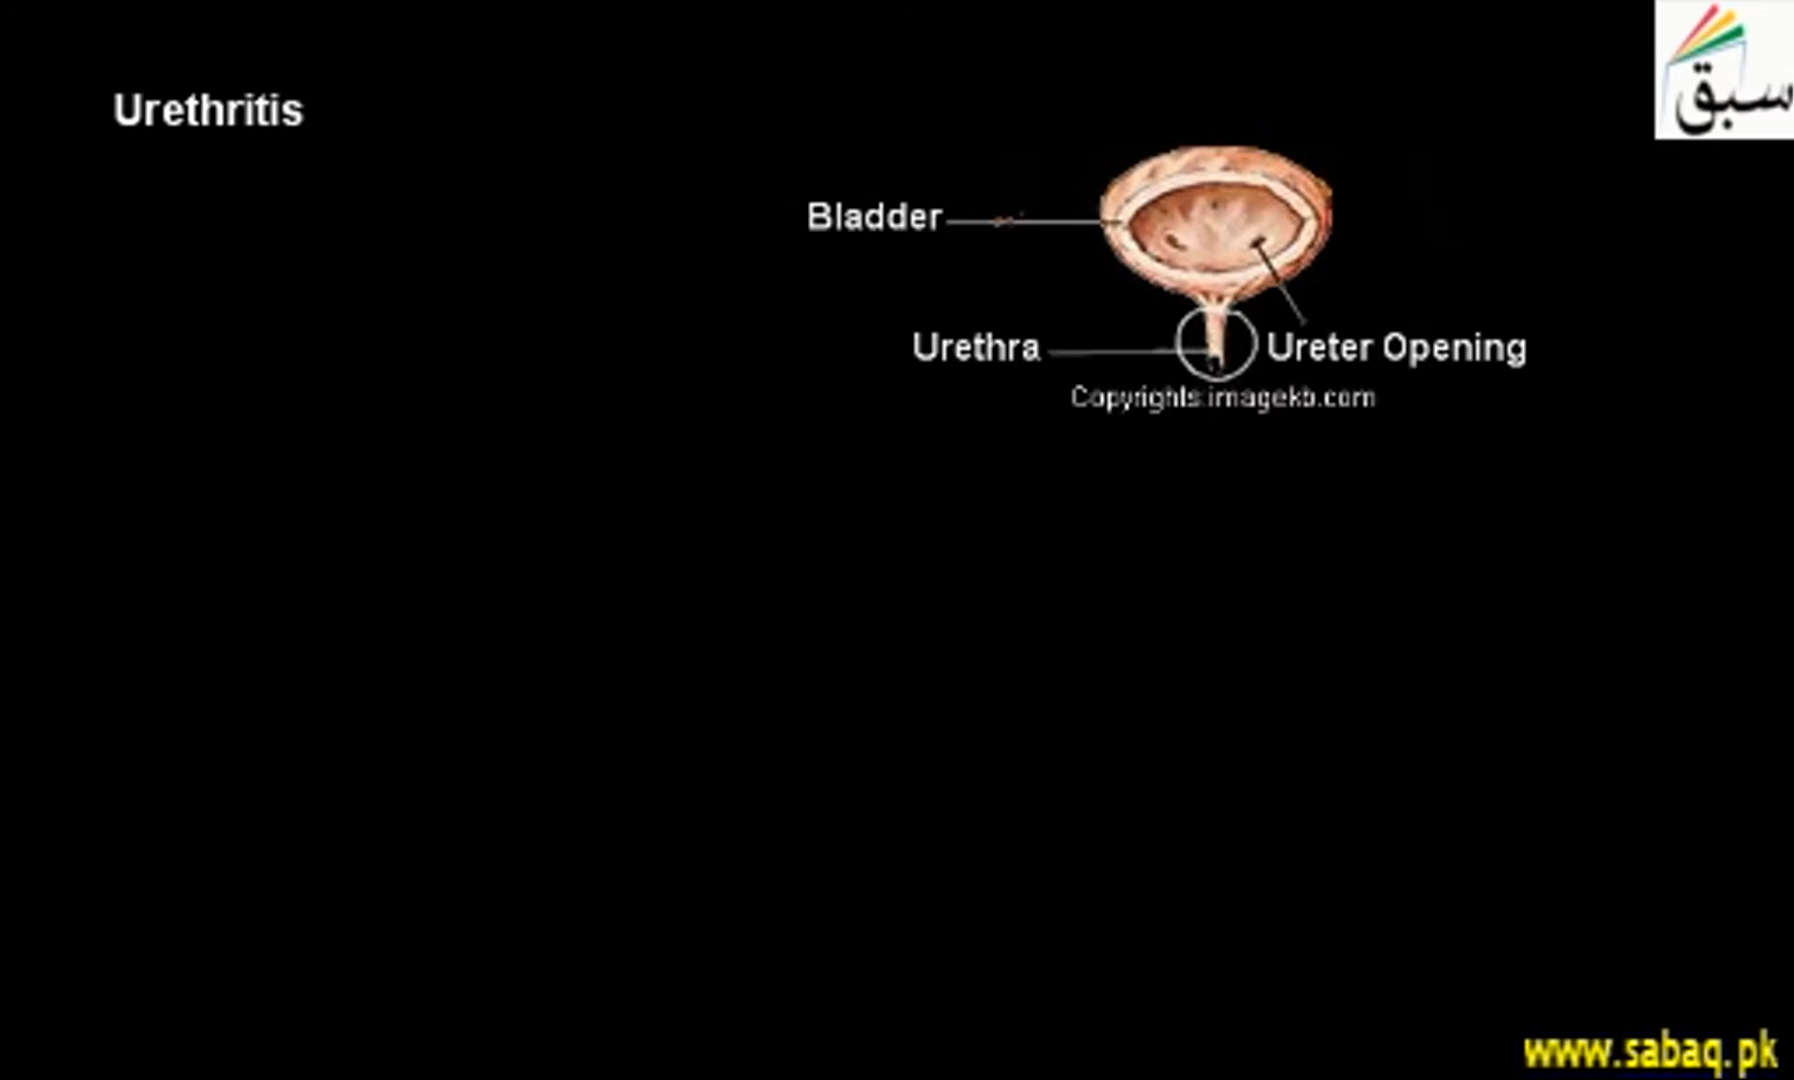 سبق
Urethritis
Bladder
Urethra
Ureter Opening
Copyrights:imagekb.com
www.sabaq.pk